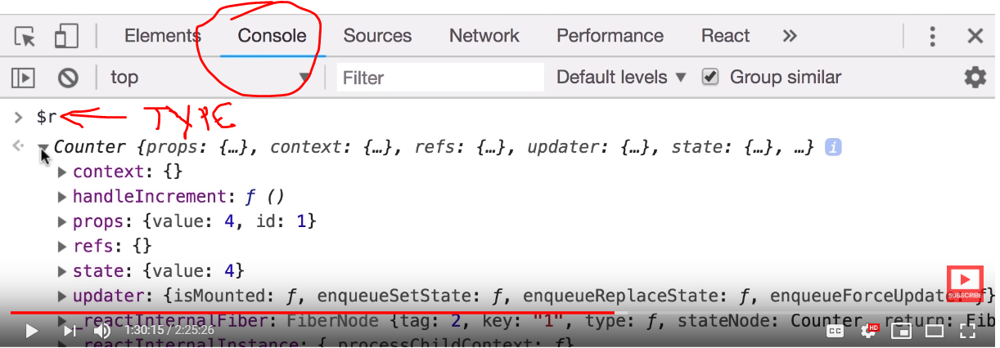 Elements Console Sources Network Performance React »
top ▼ Filter Default levels ▼ Group similar
> $r ← TYPE
Counter {props: {…}, context: {…}, refs: {…}, updater: {…}, state: {…}, …} i
context: {}
handleIncrement: ƒ ()
props: {value: 4, id: 1}
refs: {}
state: {value: 4}
updater: {isMounted: ƒ, enqueueSetState: ƒ, enqueueReplaceState: ƒ, enqueueForceUpdate: ƒ
SUBSCRIBE
_reactInternalFiber: FiberNode {tag: 2, key: "1", type: ƒ, stateNode: Counter, return: Fib
1:30:15 / 2:25:26 CC HD
_reactInternalInstance: {_processChildContext: ƒ}